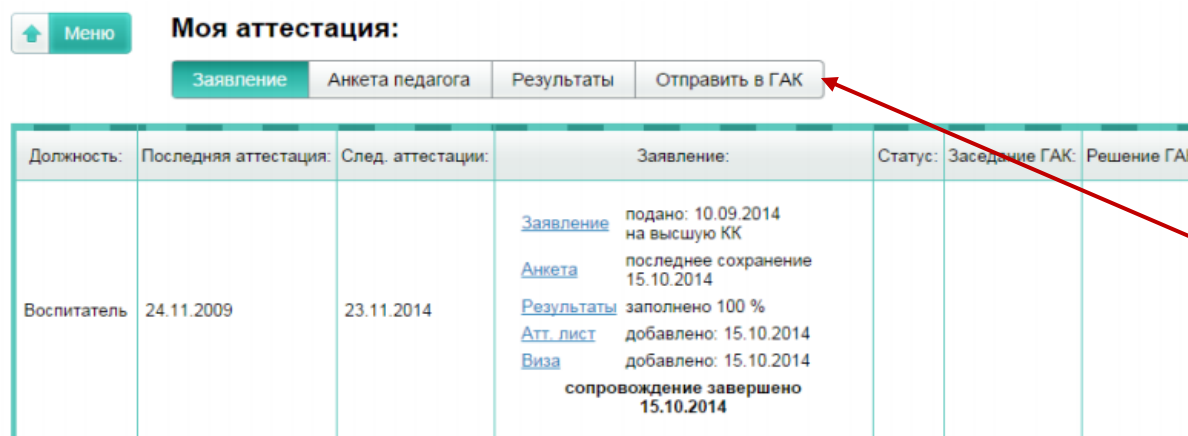 Меню
Моя аттестация:
Заявление Анкета педагога Результаты Отправить в ГАК
Должность: Последняя аттестация: След. аттестации: Заявление: Статус: Заседание ГАК: Решение ГА
Заявление подано: 10.09.2014
на высшую КК
Анкета последнее сохранение
15.10.2014
Воспитатель 24.11.2009 23.11.2014 Результаты заполнено 100 %
Атт. лист добавлено: 15.10.2014
Виза добавлено: 15.10.2014
сопровождение завершено
15.10.2014